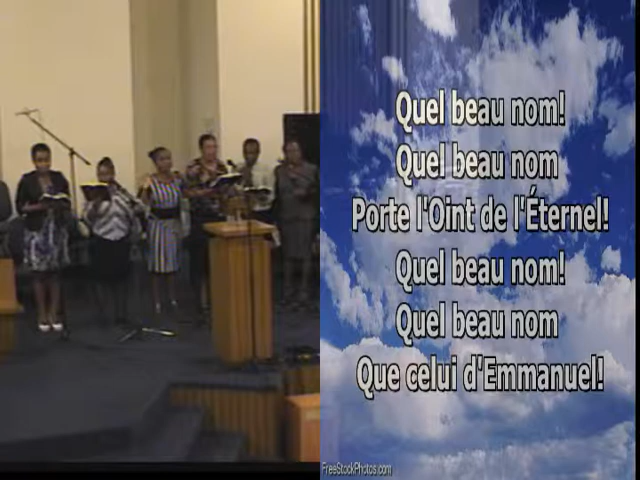 Quel beau nom!
Quel beau nom
Porte l'Oint de l'Éternel!
Quel beau nom!
Quel beau nom
Que celui d'Emmanuel!
FreeStockPhotos.com